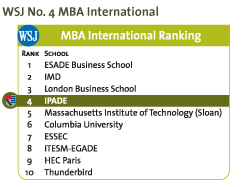 WSJ No. 4 MBA International
WSJ MBA International Ranking
RANK SCHOOL
1 ESADE Business School
2 IMD
3 London Business School
4 IPADE
5 Massachusetts Institute of Technology (Sloan)
6 Columbia University
7 ESSEC
8 ITESM-EGADE
9 HEC Paris
10 Thunderbird